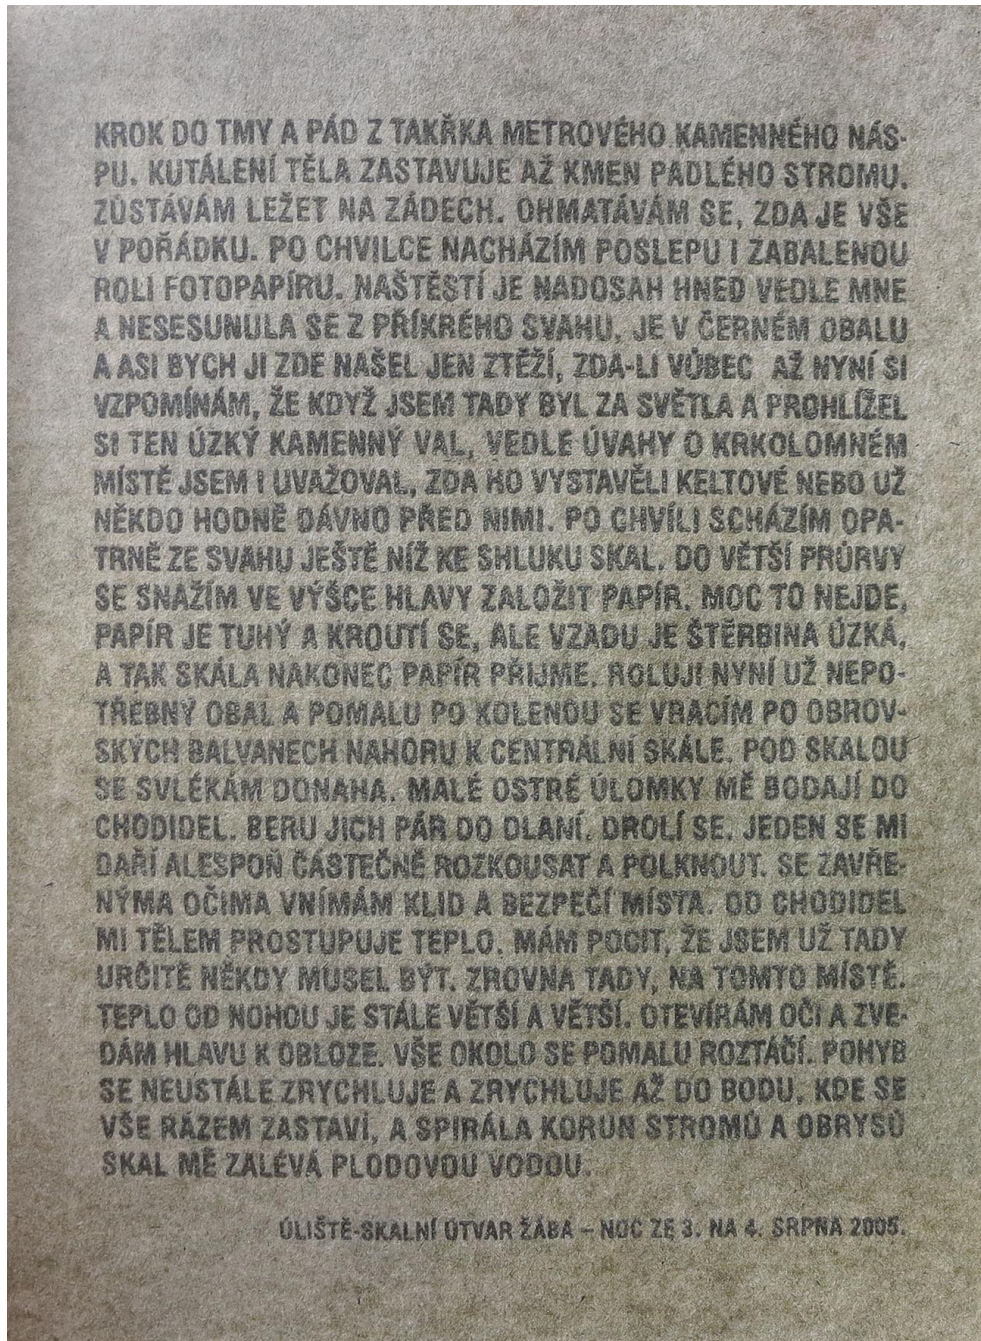 KROK DO TMY A PÁD Z TAKŘKA METROVÉHO KAMENNÉHO NÁS-
PU. KUTÁLENÍ TĚLA ZASTAVUJE AŽ KMEN PADLÉHO STROMU.
ZŮSTÁVÁM LEŽET NA ZÁDECH. OHMATÁVÁM SE, ZDA JE VŠE
V POŘÁDKU. PO CHVILCE NACHÁZÍM POSLEPU I ZABALENOU
ROLI FOTOPAPÍRU. NAŠTĚSTÍ JE NADOSAH HNED VEDLE MNE
A NESESUNULA SE Z PŘÍKRÉHO SVAHU. JE V ČERNÉM OBALU
A ASI BYCH JI ZDE NAŠEL JEN ZTĚŽÍ, ZDA-LI VŮBEC AŽ NYNÍ SI
VZPOMÍNÁM, ŽE KDYŽ JSEM TADY BYL ZA SVĚTLA A PROHLÍŽEL
SI TEN ÚZKÝ KAMENNÝ VAL, VEDLE ÚVAHY O KRKOLOMNÉM
MÍSTĚ JSEM I UVAŽOVAL, ZDA HO VYSTAVĚLI KELTOVÉ NEBO UŽ
NĚKDO HODNĚ DÁVNO PŘED NIMI. PO CHVÍLI SCHÁZÍM OPA-
TRNĚ ZE SVAHU JEŠTĚ NÍŽ KE SHLUKU SKAL. DO VĚTŠÍ PRŮRVY
SE SNAŽÍM VE VÝŠCE HLAVY ZALOŽIT PAPÍR. MOC TO NEJDE,
PAPÍR JE TUHÝ A KROUTÍ SE, ALE VZADU JE ŠTĚRBINA ÚZKÁ,
A TAK SKÁLA NAKONEC PAPÍR PŘIJME. ROLUJI NYNÍ UŽ NEPO-
TŘEBNÝ OBAL A POMALU PO KOLENOU SE VRACÍM PO OBROV-
SKÝCH BALVANECH NAHORU K CENTRÁLNÍ SKÁLE. POD SKALOU
SE SVLÉKÁM DONAHA. MALÉ OSTRÉ ÚLOMKY MĚ BODAJÍ DO
CHODIDEL. BERU JICH PÁR DO DLANÍ. DROLÍ SE. JEDEN SE MI
DAŘÍ ALESPOŇ ČÁSTEČNĚ ROZKOUSAT A POLKNOUT. SE ZAVŘE-
NÝMA OČIMA VNÍMÁM KLID A BEZPEČÍ MÍSTA. OD CHODIDEL
MI TĚLEM PROSTUPUJE TEPLO. MÁM POCIT, ŽE JSEM UŽ TADY
URČITĚ NĚKDY MUSEL BÝT. ZROVNA TADY, NA TOMTO MÍSTĚ.
TEPLO OD NOHOU JE STÁLE VĚTŠÍ A VĚTŠÍ. OTEVÍRÁM OČI A ZVE-
DÁM HLAVU K OBLOZE. VŠE OKOLO SE POMALU ROZTÁČÍ. POHYB
SE NEUSTÁLE ZRYCHLUJE A ZRYCHLUJE AŽ DO BODU, KDE SE
VŠE RÁZEM ZASTAVÍ, A SPIRÁLA KORUN STROMŮ A OBRYSŮ
SKAL MĚ ZALÉVÁ PLODOVOU VODOU.
ÚLIŠTĚ-SKALNÍ ÚTVAR ŽÁBA – NOC ZE 3. NA 4. SRPNA 2005.